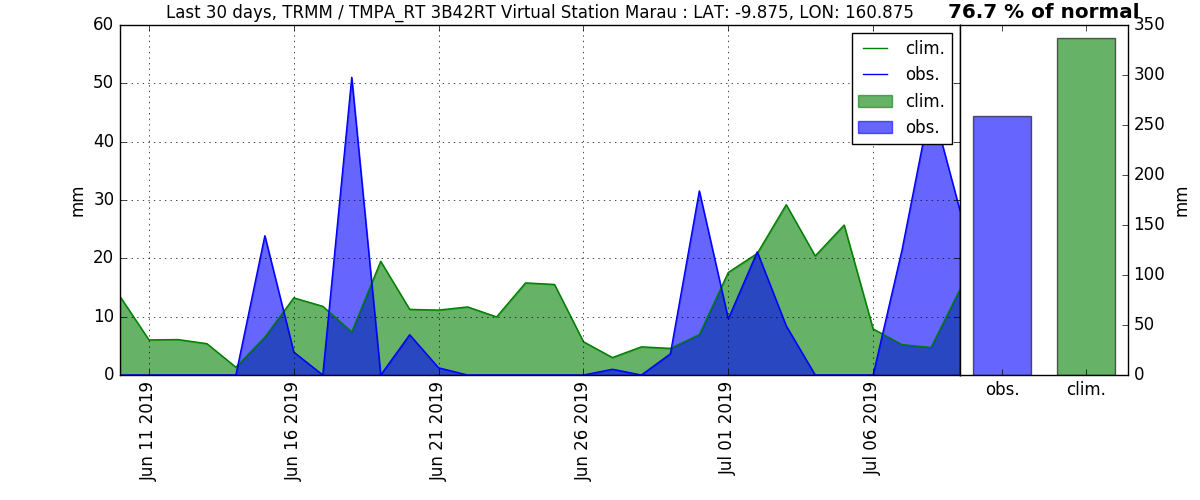 Last 30 days, TRMM / TMPA_RT 3B42RT Virtual Station Marau : LAT: -9.875, LON: 160.875
76.7 % of normal
60
50
40
30
20
10
0
mm
clim.
obs.
clim.
obs.
350
300
250
200
150
100
50
0
mm
Jun 11 2019
Jun 16 2019
Jun 21 2019
Jun 26 2019
Jul 01 2019
Jul 06 2019
obs.
clim.